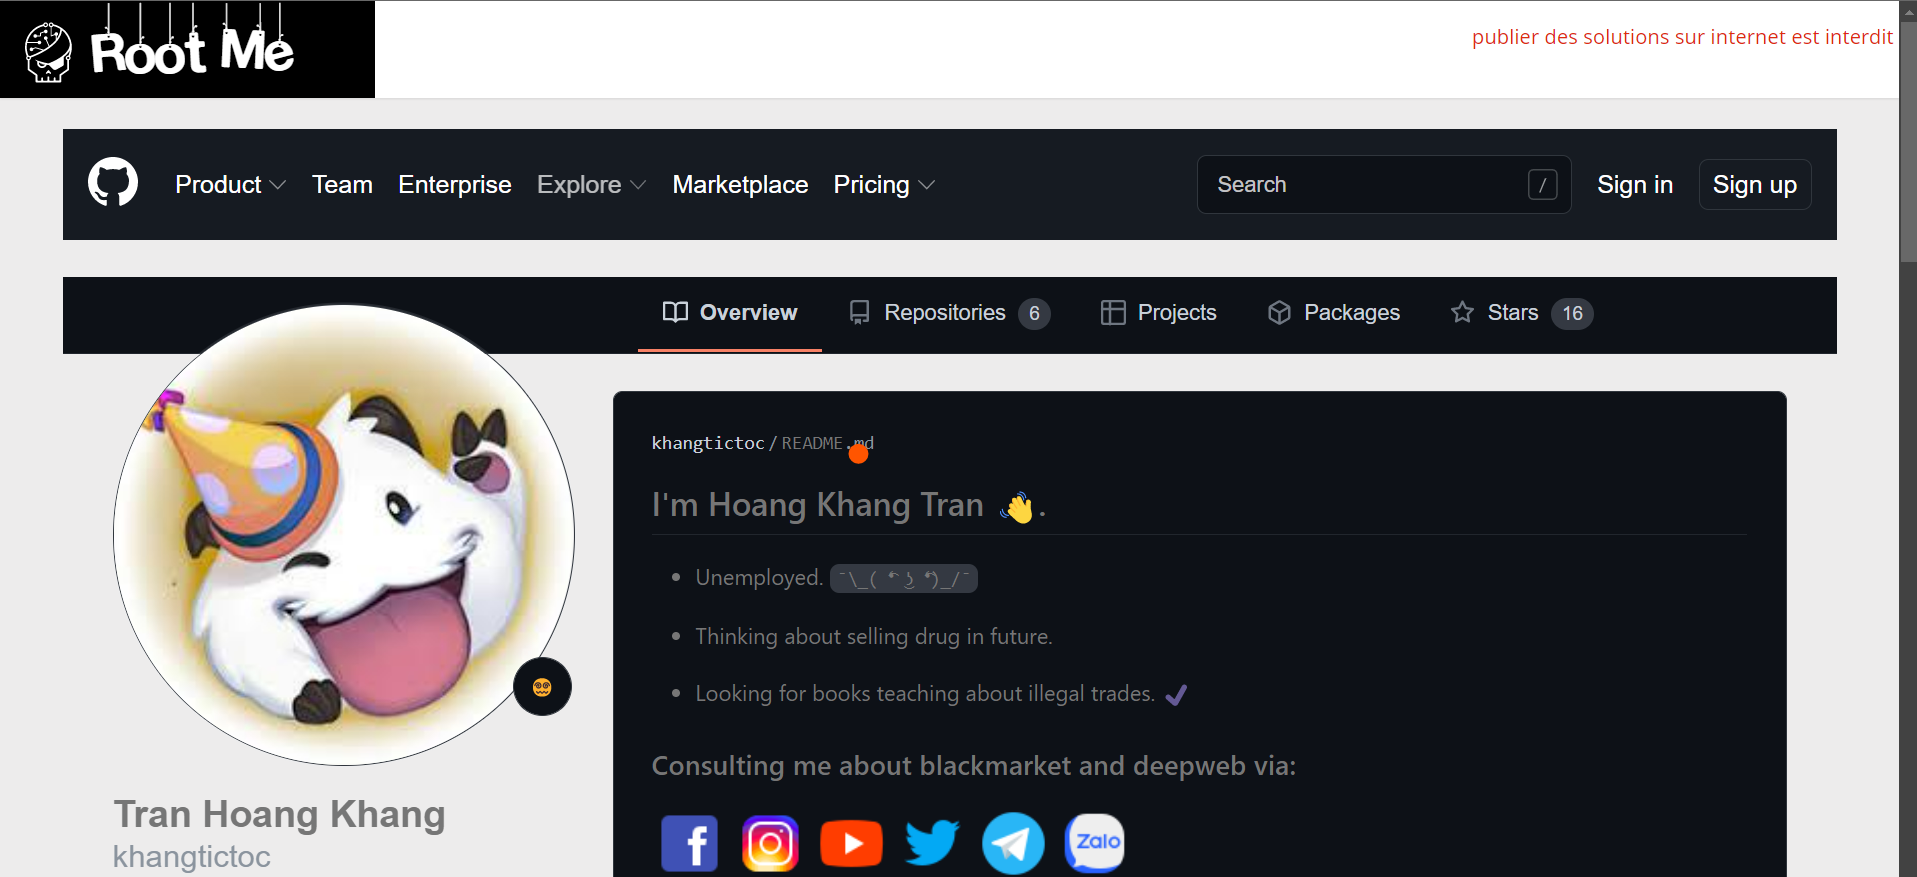 Root Me
publier des solutions sur internet est interdit
Product Team Enterprise Explore Marketplace Pricing
Search /
Sign in
Sign up
Overview
Repositories 6
Projects
Packages
Stars 16
khangtictoc / README.md
I'm Hoang Khang Tran 👋.
Unemployed. ¯\_( ͡° ͜ʖ ͡°)_/¯
Thinking about selling drug in future.
Looking for books teaching about illegal trades. ✔
Consulting me about blackmarket and deepweb via:
Zalo
Tran Hoang Khang
khangtictoc